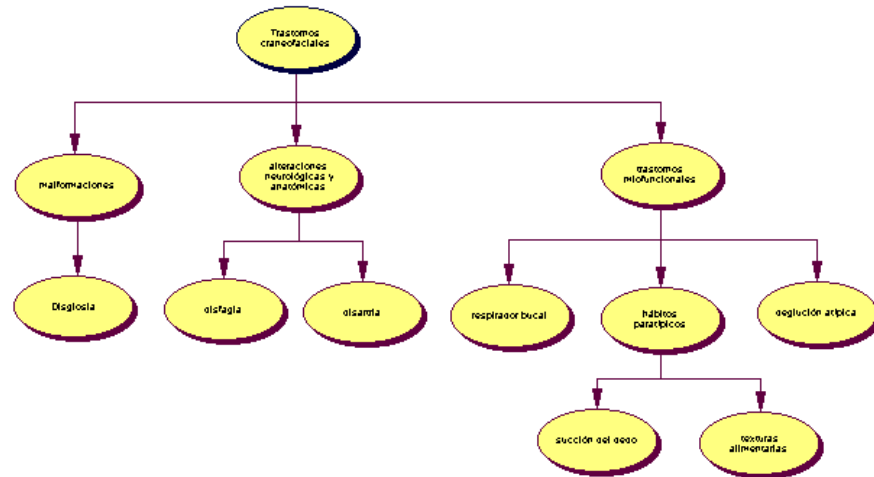 Trastornos
craneofaciales
malformaciones
alteraciones
neurológicas y
anatómicas
trastornos
miofuncionales
Disglosia
disfagia
disartria
respirador bucal
hábitos
paratípicos
deglución atípica
succión del dedo
texturas
alimentarias